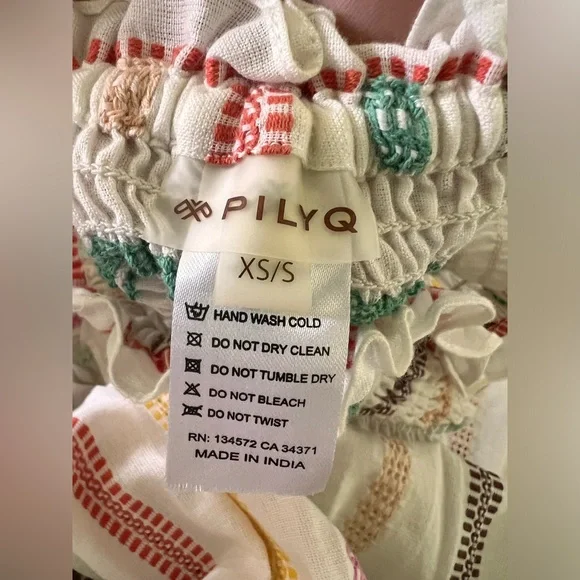 PILYQ
XS/S
HAND WASH COLD
DO NOT DRY CLEAN
DO NOT TUMBLE DRY
DO NOT BLEACH
DO NOT TWIST
RN: 134572 CA 34371
MADE IN INDIA